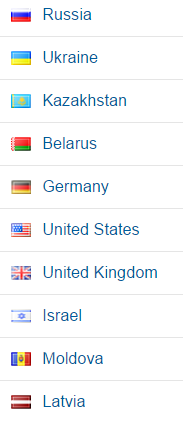 Russia
Ukraine
Kazakhstan
Belarus
Germany
United States
United Kingdom
Israel
Moldova
Latvia